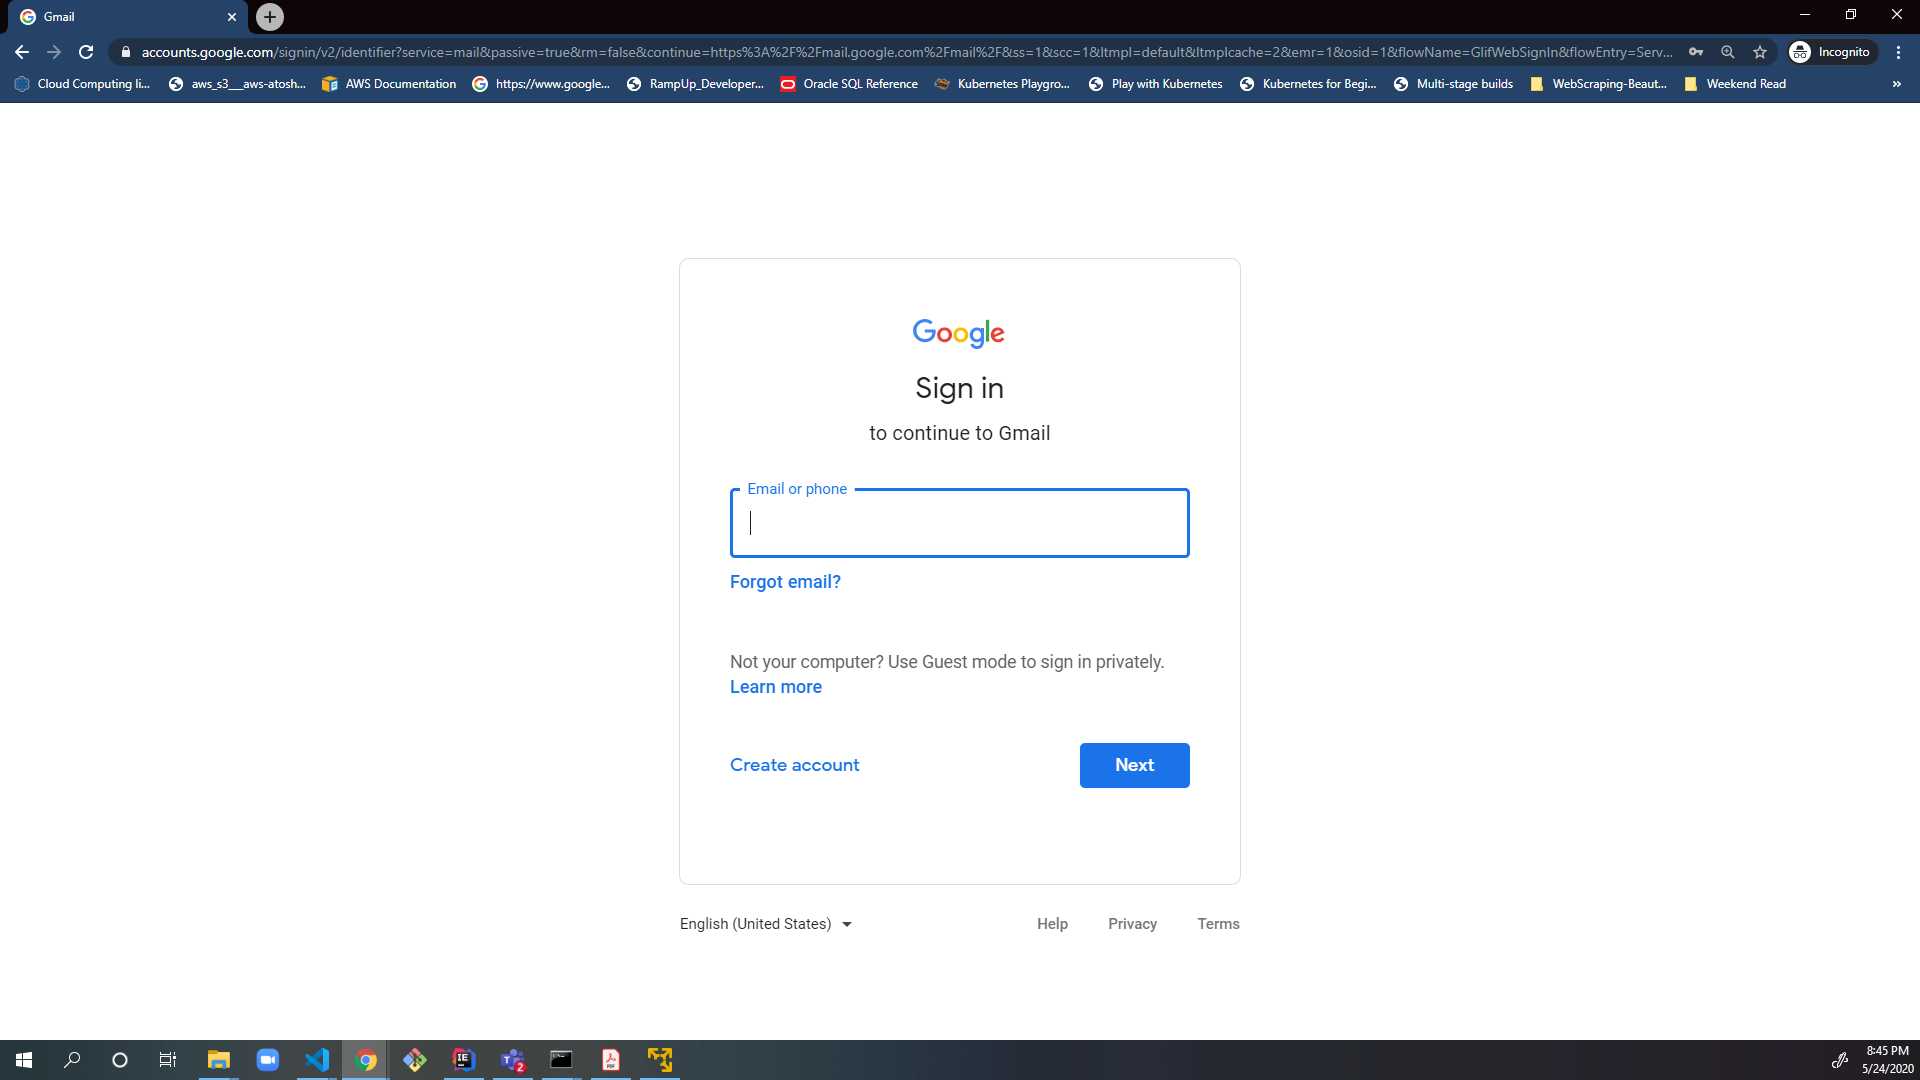 Gmail
accounts.google.com/signin/v2/identifier?service=mail&passive=true&rm=false&continue=https%3A%2F%2Fmail.google.com%2Fmail%2F&ss=1&scc=1&ltmpl=default&ltmplcache=2&emr=1&osid=1&flowName=GlifWebSignIn&flowEntry=Serv...
Incognito
Cloud Computing li... aws_s3__aws-atosh... AWS Documentation https://www.google... RampUp_Developer... Oracle SQL Reference Kubernetes Playgro... Play with Kubernetes Kubernetes for Begi... Multi-stage builds WebScraping-Beaut... Weekend Read »
Google
Sign in
to continue to Gmail
Email or phone
Forgot email?
Not your computer? Use Guest mode to sign in privately.
Learn more
Create account Next
English (United States) Help Privacy Terms
IE
T 2
PDF
8:45 PM
5/24/2020